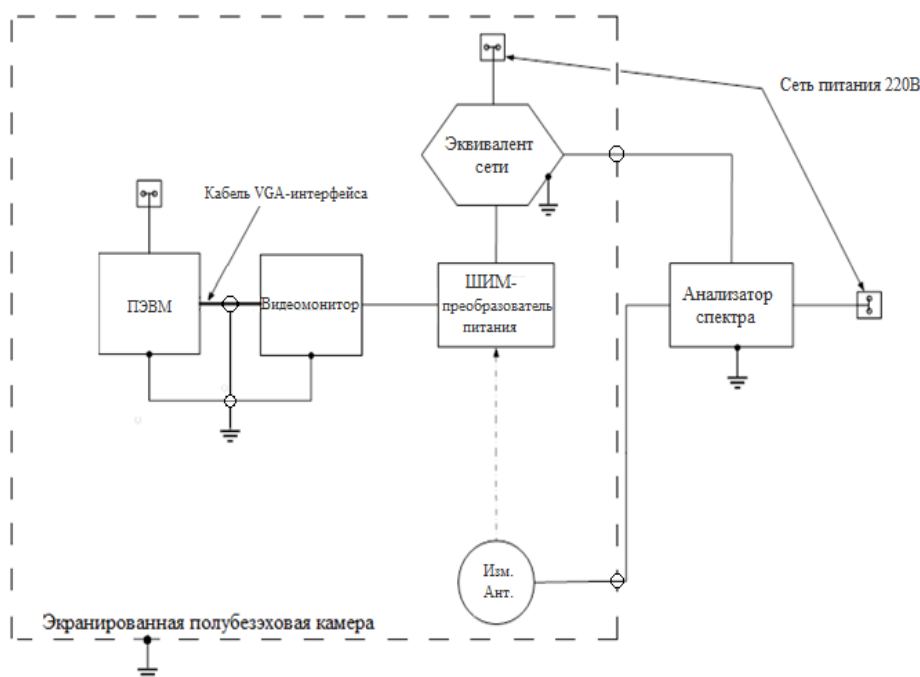 Сеть питания 220В
Эквивалент
сети
Кабель VGA-интерфейса
ПЭВМ
Видеомонитор
ШИМ-
преобразователь
питания
Анализатор
спектра
Изм.
Ант.
Экранированная полубезэховая камера